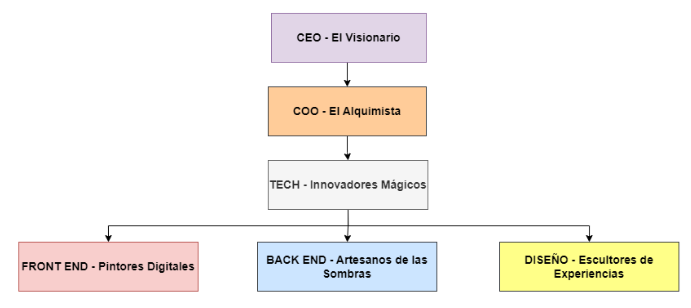 CEO - El Visionario
COO - El Alquimista
TECH - Innovadores Mágicos
FRONT END - Pintores Digitales
BACK END - Artesanos de las
Sombras
DISEÑO - Escultores de
Experiencias